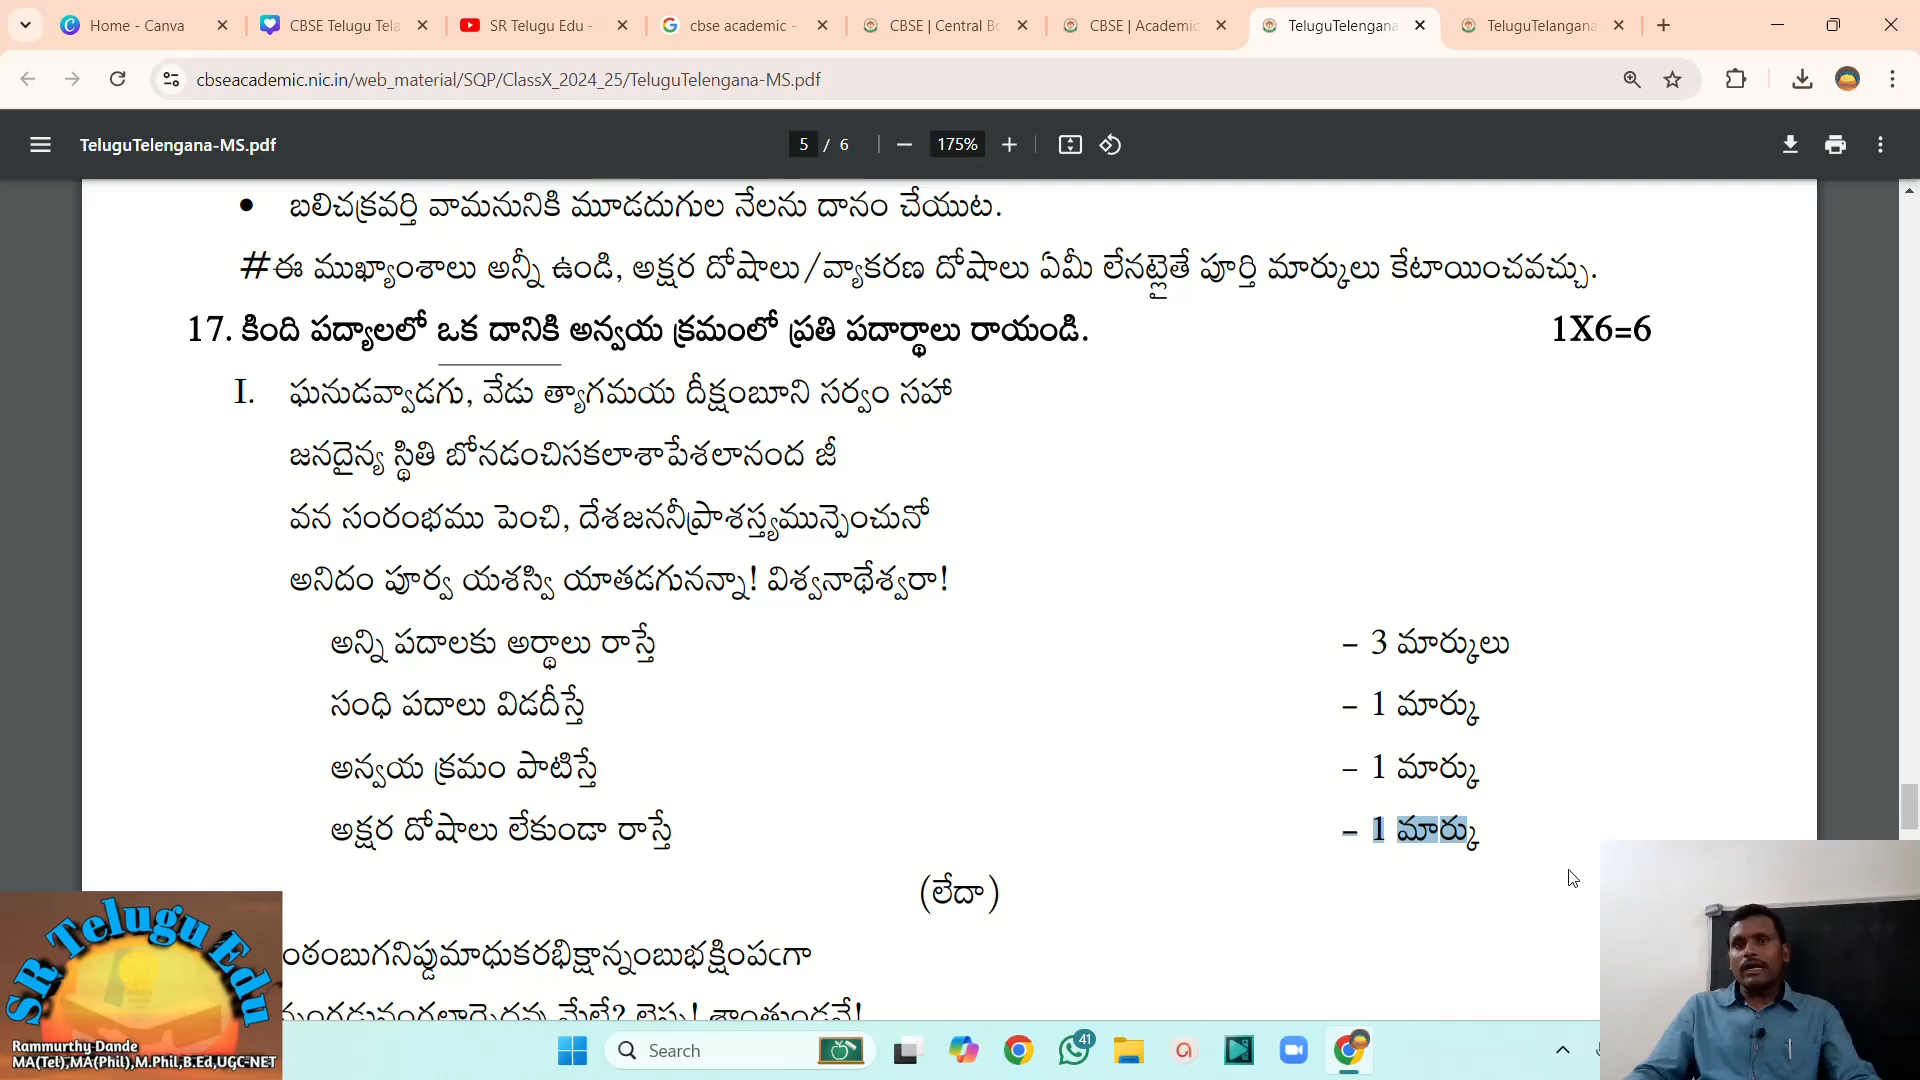 Home - Canva
CBSE Telugu Tela
SR Telugu Edu -
cbse academic -
CBSE | Central Bo
CBSE | Academic
TeluguTelengana
TeluguTelangana
cbseacademic.nic.in/web_material/SQP/ClassX_2024_25/TeluguTelengana-MS.pdf
TeluguTelengana-MS.pdf
5 / 6
175%
• బలిచక్రవర్తి వామనునికి మూడడుగుల నేలను దానం చేయుట.
#ఈ ముఖ్యాంశాలు అన్నీ ఉండి, అక్షర దోషాలు/వ్యాకరణ దోషాలు ఏమీ లేనట్లైతే పూర్తి మార్కులు కేటాయించవచ్చు.
17. కింది పద్యాలలో ఒక దానికి అన్వయ క్రమంలో ప్రతి పదార్థాలు రాయండి. 1X6=6
I. ఘనుడవ్వాడగు, వేడు త్యాగమయ దీక్షంబూని సర్వం సహా
జనదైన్య స్థితి బోనడంచిసకలాశాపేశలానంద జీ
వన సంరంభము పెంచి, దేశజననీప్రాశస్త్యమున్పెంచునో
అనిదం పూర్వ యశస్వి యాతడగునన్నా! విశ్వనాథేశ్వరా!
అన్ని పదాలకు అర్థాలు రాస్తే – 3 మార్కులు
సంధి పదాలు విడదీస్తే – 1 మార్కు
అన్వయ క్రమం పాటిస్తే – 1 మార్కు
అక్షర దోషాలు లేకుండా రాస్తే – 1 మార్కు
(లేదా)
ంఠంబుగనిప్డుమాధుకరభిక్షాన్నంబుభక్షింపఁగా
SR Telugu Edu
Rammurthy Dande
MA(Tel),MA(Phil),M.Phil,B.Ed,UGC-NET
Search
41